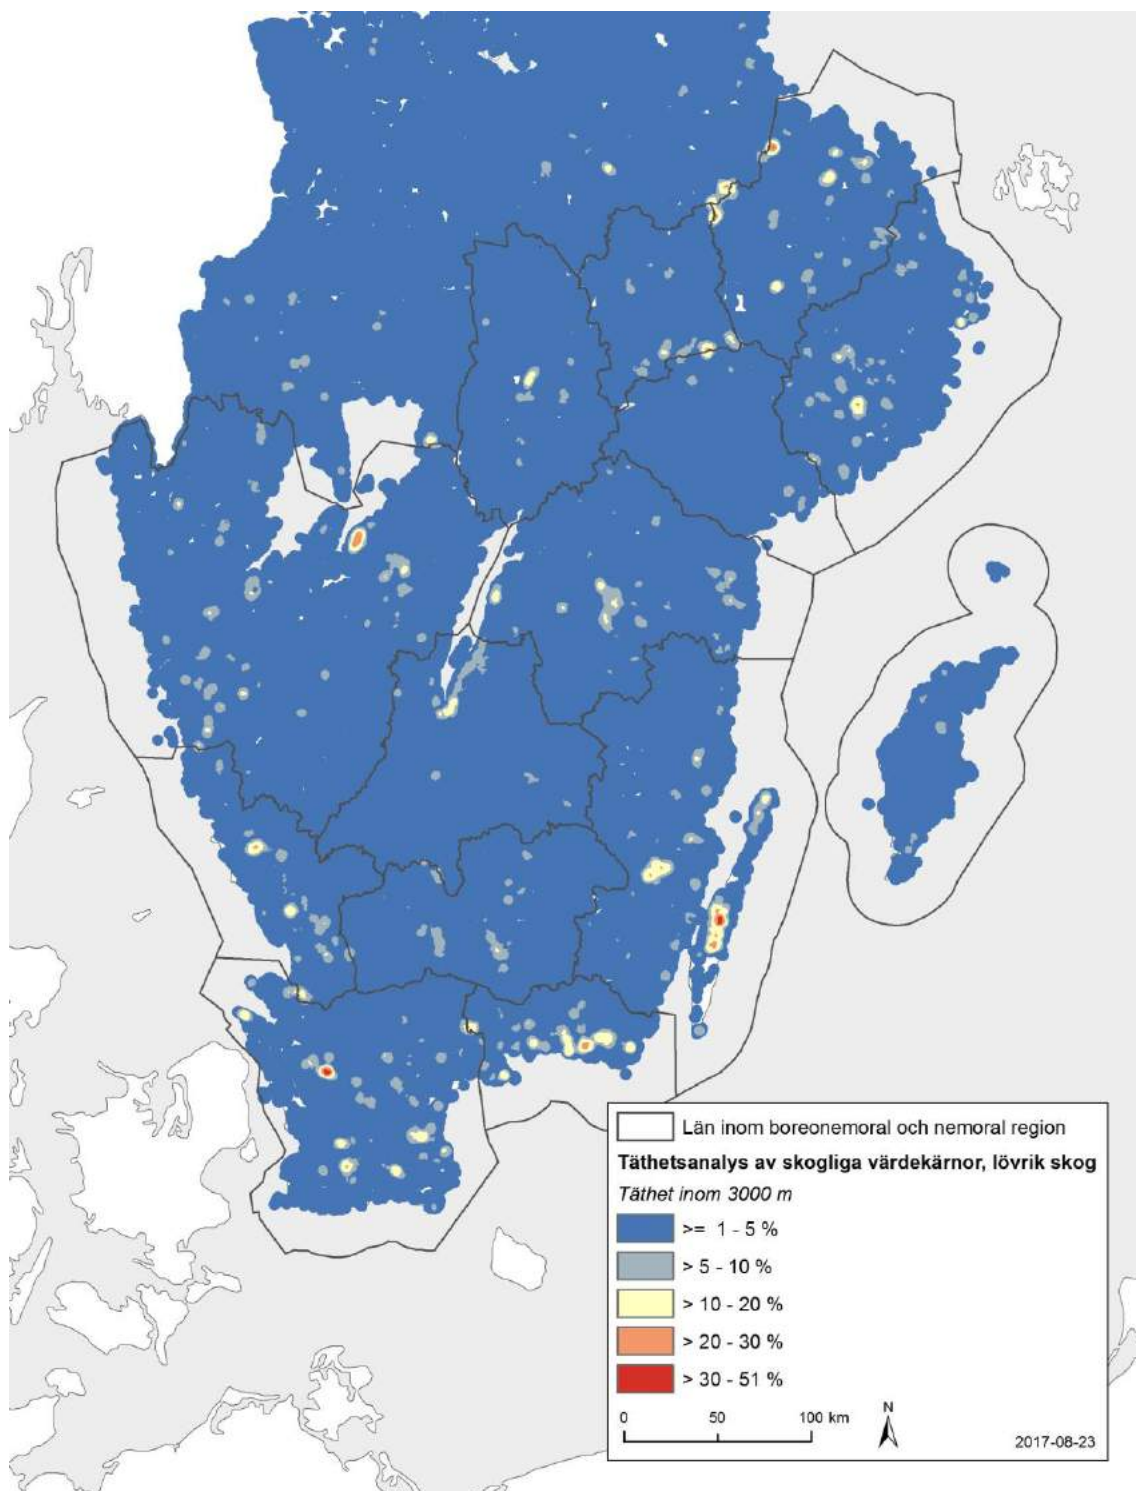 Län inom boreonemoral och nemoral region
Täthetsanalys av skogliga värdekärnor, lövrik skog
Täthet inom 3000 m
>= 1 - 5 %
> 5 - 10 %
> 10 - 20 %
> 20 - 30 %
> 30 - 51 %
0 50 100 km
N
2017-08-23